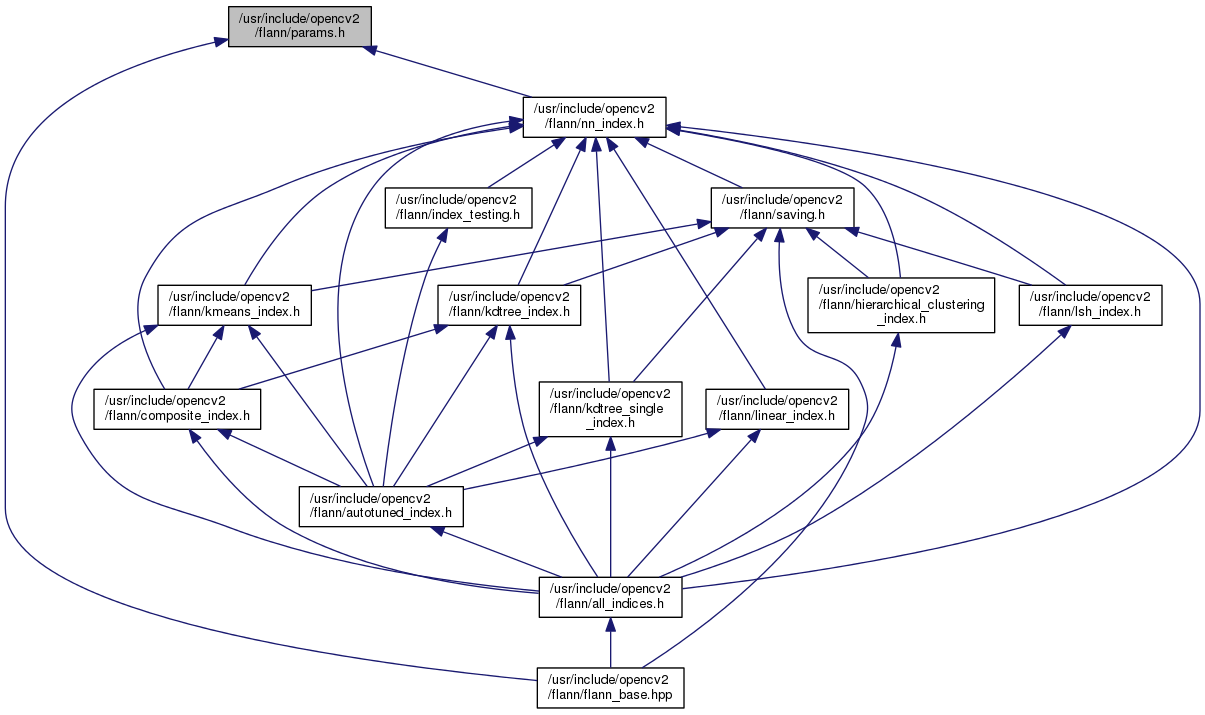 /usr/include/opencv2
/flann/params.h
/usr/include/opencv2
/flann/nn_index.h
/usr/include/opencv2
/flann/index_testing.h
/usr/include/opencv2
/flann/saving.h
/usr/include/opencv2
/flann/kmeans_index.h
/usr/include/opencv2
/flann/kdtree_index.h
/usr/include/opencv2
/flann/hierarchical_clustering
_index.h
/usr/include/opencv2
/flann/lsh_index.h
/usr/include/opencv2
/flann/composite_index.h
/usr/include/opencv2
/flann/kdtree_single
_index.h
/usr/include/opencv2
/flann/linear_index.h
/usr/include/opencv2
/flann/autotuned_index.h
/usr/include/opencv2
/flann/all_indices.h
/usr/include/opencv2
/flann/flann_base.hpp